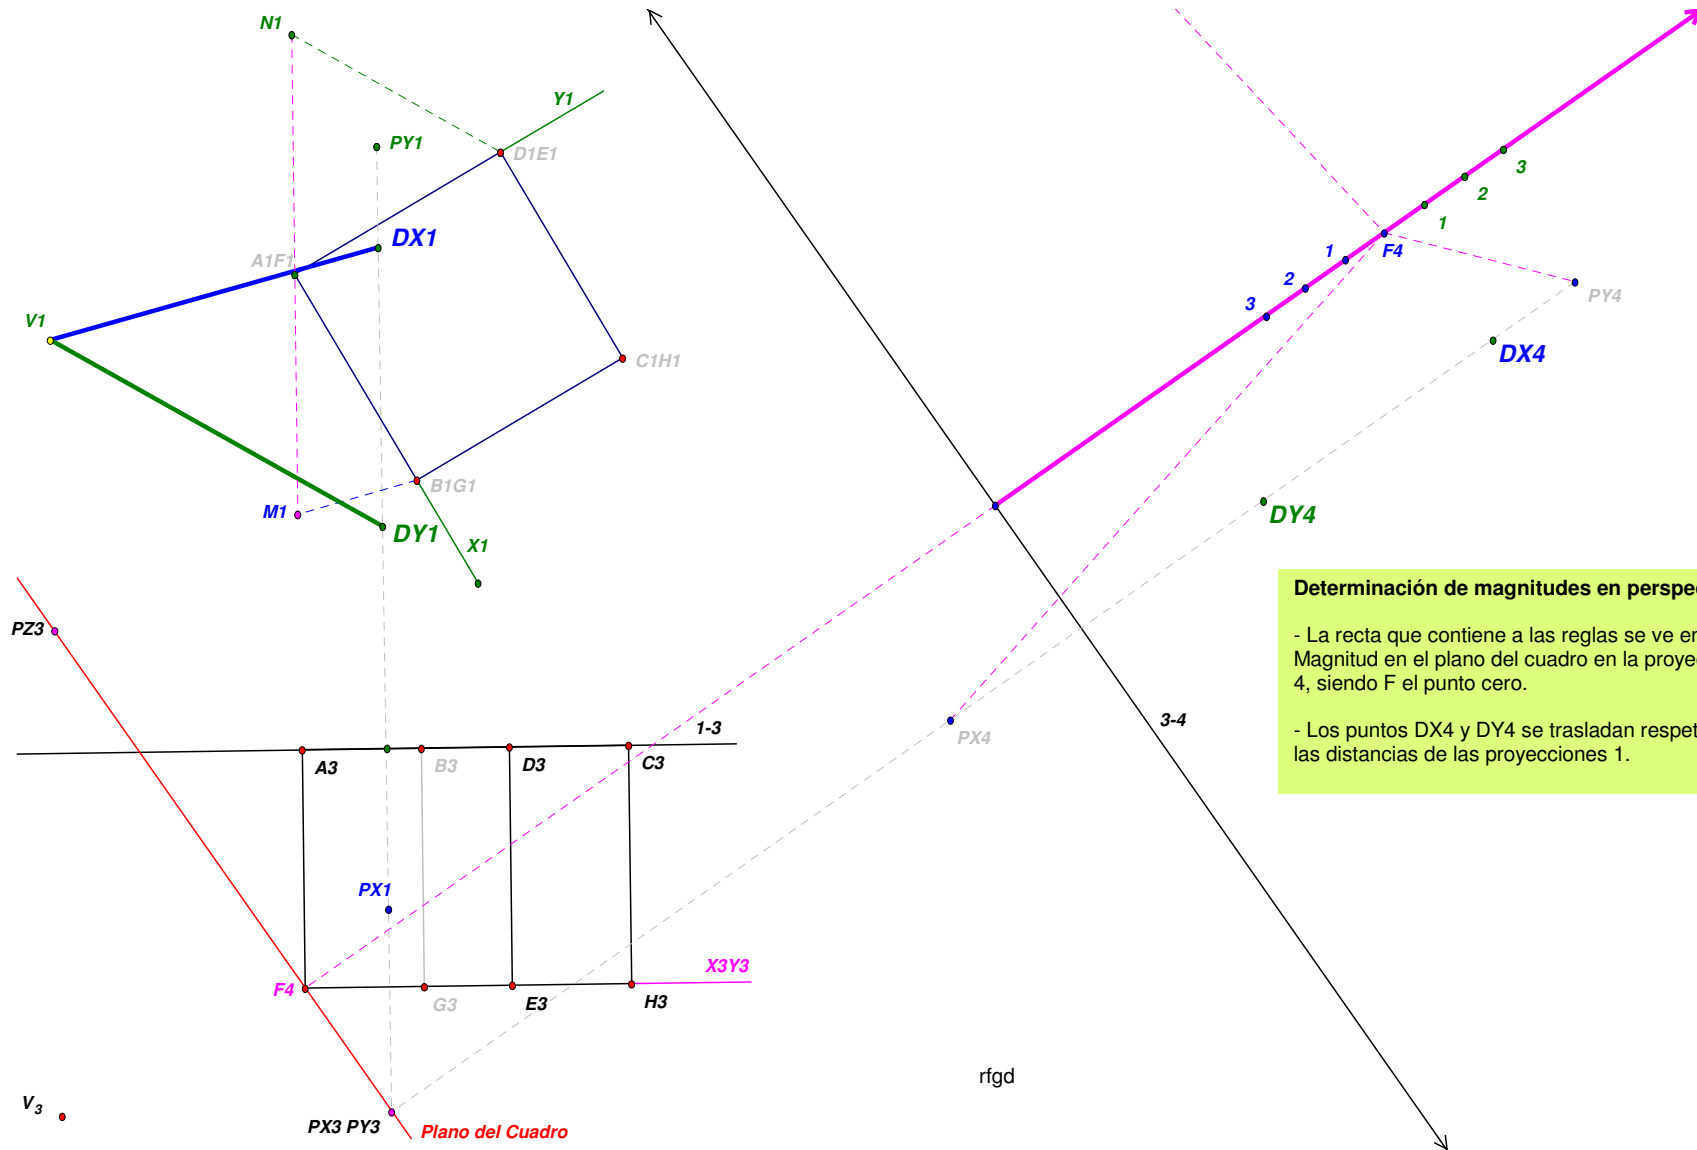 N1
Y1
PY1
D1E1
DX1
A1F1
V1
C1H1
B1G1
M1
DY1
X1
3
2
1
F4
1
2
3
PY4
DX4
DY4
PX4
3-4
PZ3
1-3
A3
B3
D3
C3
PX1
X3Y3
F4
G3
E3
H3
V3
PX3 PY3
Plano del Cuadro
rfgd
Determinación de magnitudes en
- La recta que contiene a las reglas se ve
Magnitud en el plano del cuadro en la
4, siendo F el punto cero.
- Los puntos DX4 y DY4 se trasladan
las distancias de las proyecciones 1.